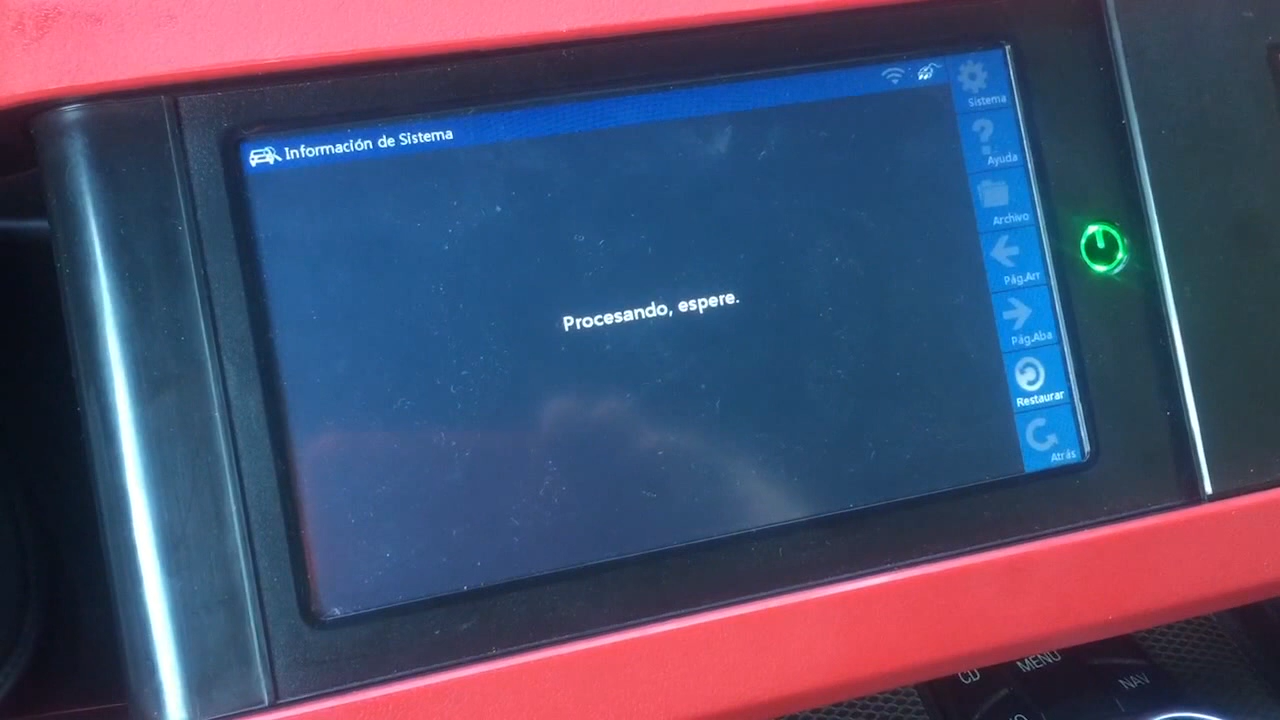 Información de Sistema
Sistema
Ayuda
Archivo
Pág.Arr
Pág.Aba
Restaurar
Atrás
Procesando, espere.
CD
MENU
NAV